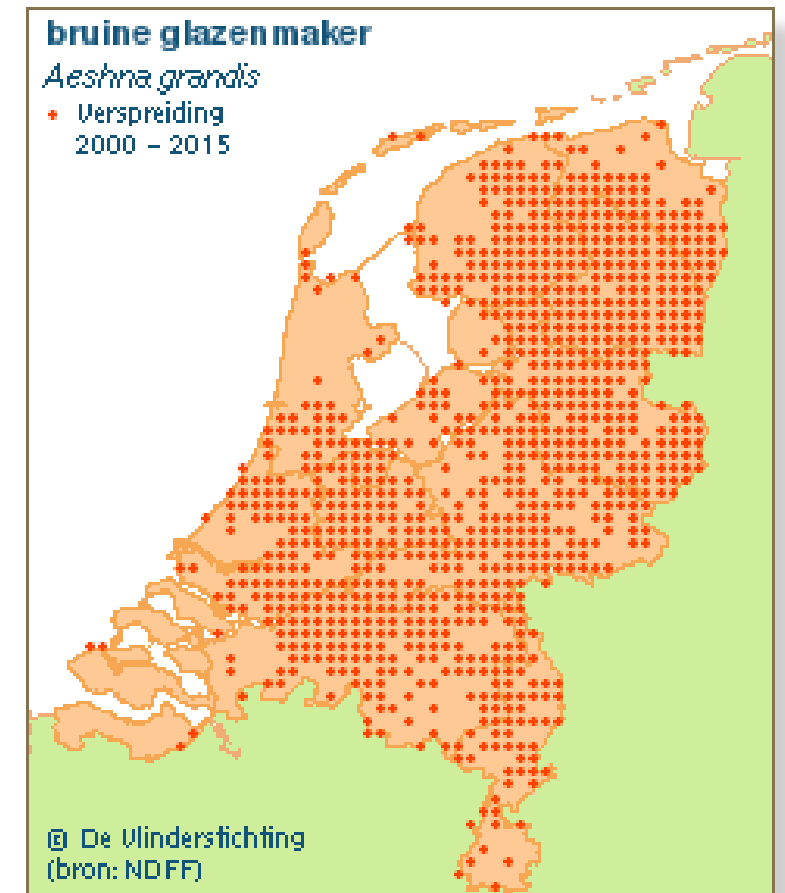 bruine glazenmaker
Aeshna grandis
Verspreiding
2000 - 2015
© De Vlinderstichting
(bron: NDFF)